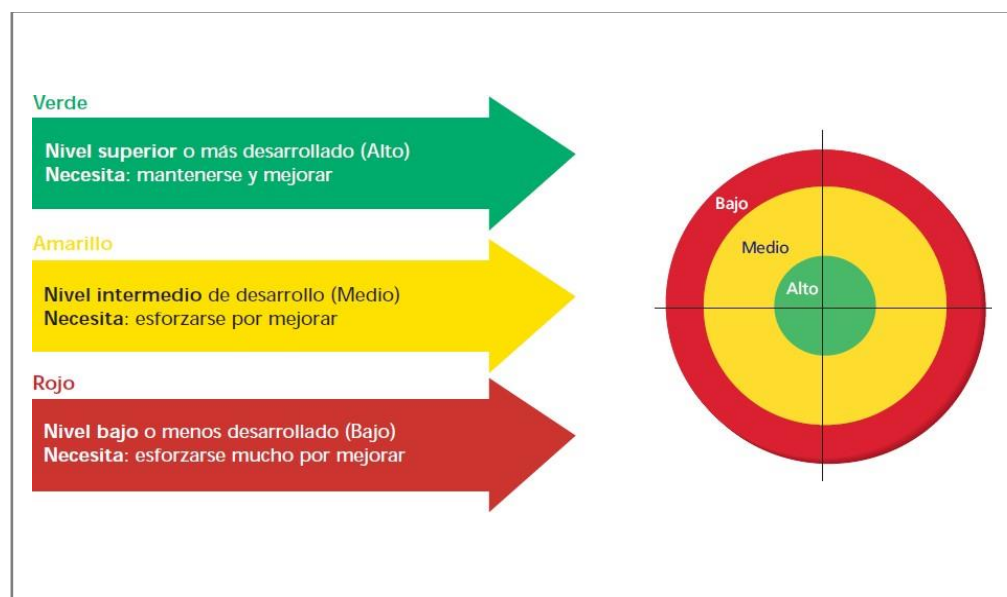 Verde
Nivel superior o más desarrollado (Alto)
Necesita: mantenerse y mejorar
Amarillo
Nivel intermedio de desarrollo (Medio)
Necesita: esforzarse por mejorar
Rojo
Nivel bajo o menos desarrollado (Bajo)
Necesita: esforzarse mucho por mejorar
Bajo
Medio
Alto